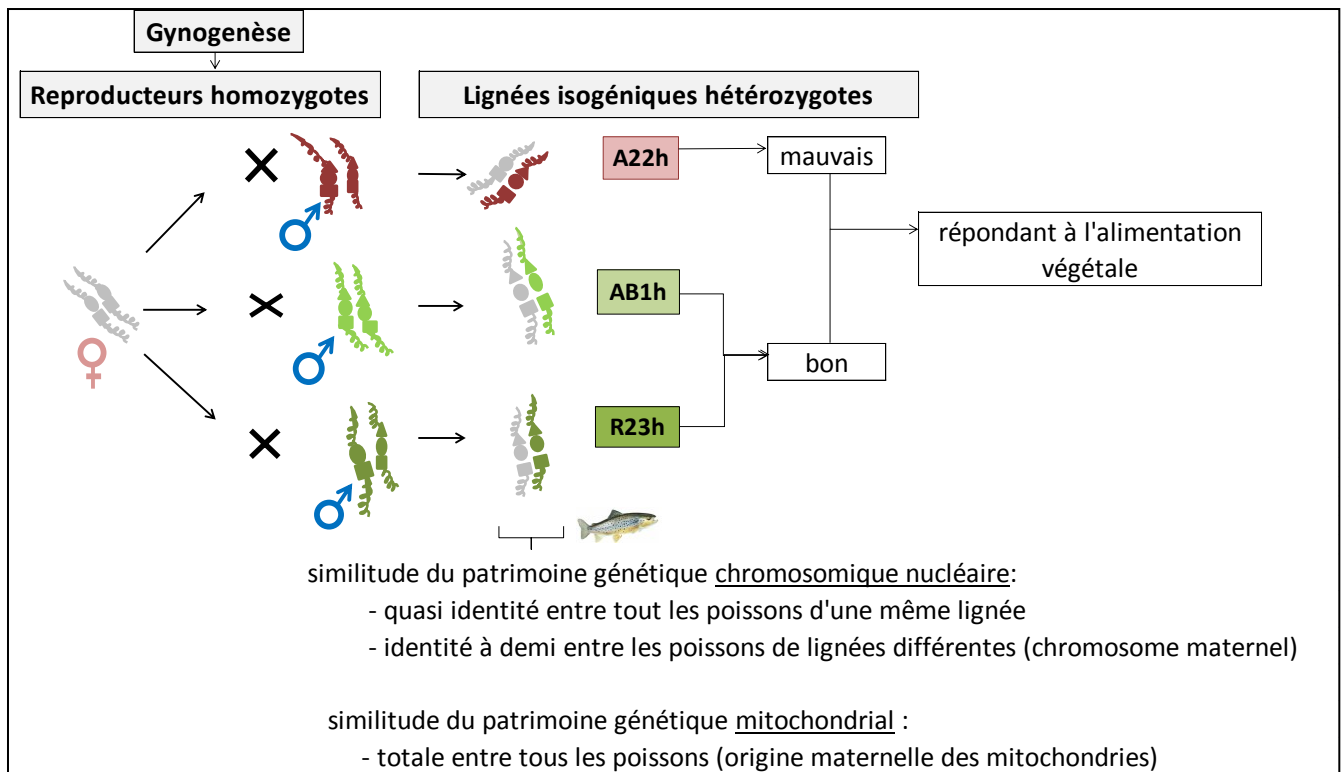 Gynogenèse
Reproducteurs homozygotes
Lignées isogéniques hétérozygotes
A22h
mauvais
répondant à l'alimentation
végétale
AB1h
bon
R23h
similitude du patrimoine génétique chromosomique nucléaire:
- quasi identité entre tout les poissons d'une même lignée
- identité à demi entre les poissons de lignées différentes (chromosome maternel)
similitude du patrimoine génétique mitochondrial :
- totale entre tous les poissons (origine maternelle des mitochondries)